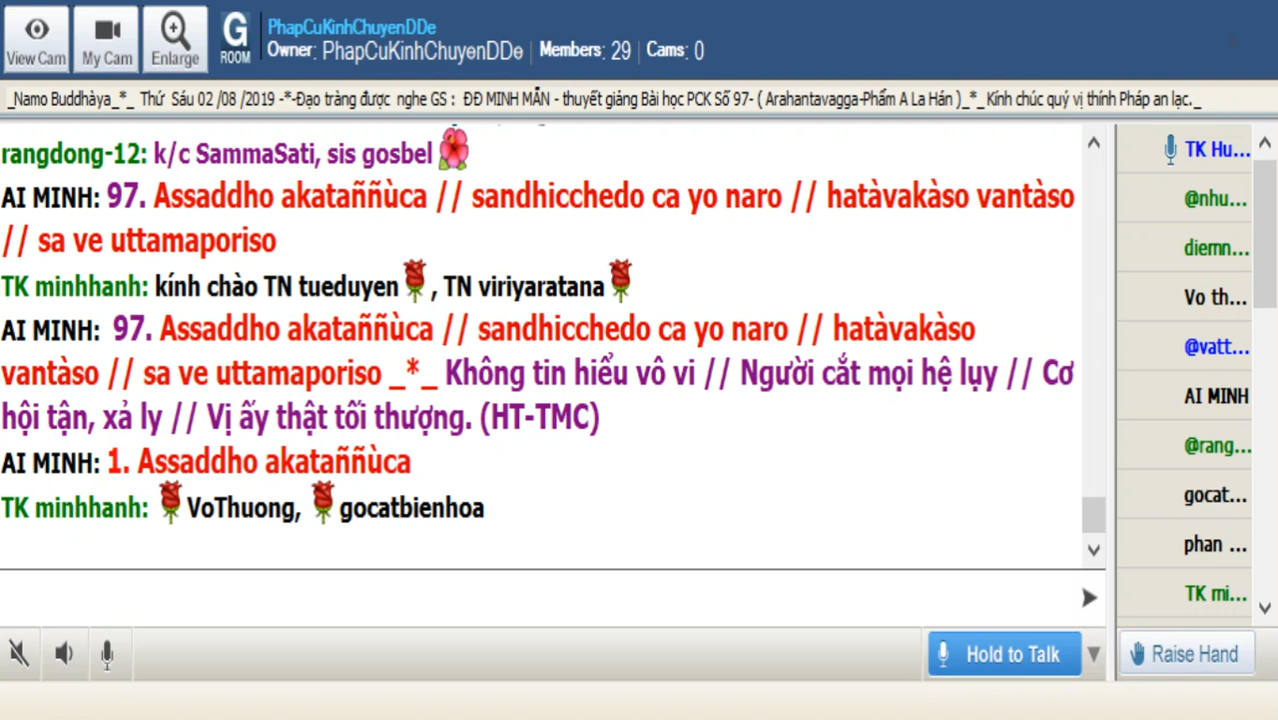 View Cam
My Cam
Enlarge
G
ROOM
PhapCuKinhChuyenDDe
Owner: PhapCuKinhChuyenDDe | Members: 29 | Cams: 0
_Namo Buddhàya_*_ Thứ Sáu 02 /08 /2019 -*-Đạo tràng được nghe GS : ĐĐ MINH MẪN - thuyết giảng Bài học PCK Số 97- ( Arahantavagga-Phẩm A La Hán )_*_Kính chúc quý vị thính Pháp an lạc._
rangdong-12: k/c SammaSati, sis gosbel
AI MINH: 97. Assaddho akataññùca // sandhicchedo ca yo naro // hatàvakàso vantàso
// sa ve uttamaporiso
TK minhhanh: kính chào TN tueduyen, TN viriyaratana
AI MINH: 97. Assaddho akataññùca // sandhicchedo ca yo naro // hatàvakàso
vantàso // sa ve uttamaporiso _*_ Không tin hiểu vô vi // Người cắt mọi hệ lụy // Cơ
hội tận, xả ly // Vị ấy thật tối thượng. (HT-TMC)
AI MINH: 1. Assaddho akataññùca
TK minhhanh: VoThuong, gocatbienhoa
TK Hu...
@nhu...
diemn...
Vo th...
@vatt...
AI MINH
@rang...
gocat...
phan ...
TK mi...
Hold to Talk
Raise Hand